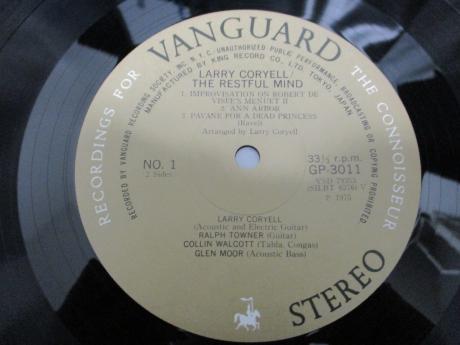 RECORDINGS FOR VANGUARD THE CONNOISSEUR
RECORDED BY VANGUARD RECORDING SOCIETY, INC. N.Y.C./UNAUTHORIZED PUBLIC PERFORMANCE, BROADCASTING OR COPYING PROHIBITED
MANUFACTURED BY KING RECORD CO., LTD. TOKYO, JAPAN
LARRY CORYELL/
THE RESTFUL MIND
1. IMPROVISATION ON ROBERT DE
VISEE'S MENUET II
2. ANN ARBOR
3. PAVANE FOR A DEAD PRINCESS
(Ravel)
Arranged by Larry Coryell
NO. 1
2 Sides
33⅓ r.p.m.
GP-3011
VSD 79353
P 1975
LARRY CORYELL
(Acoustic and Electric Guitar)
RALPH TOWNER (Guitar)
COLLIN WALCOTT (Tabla, Congas)
GLEN MOOR (Acoustic Bass)
STEREO